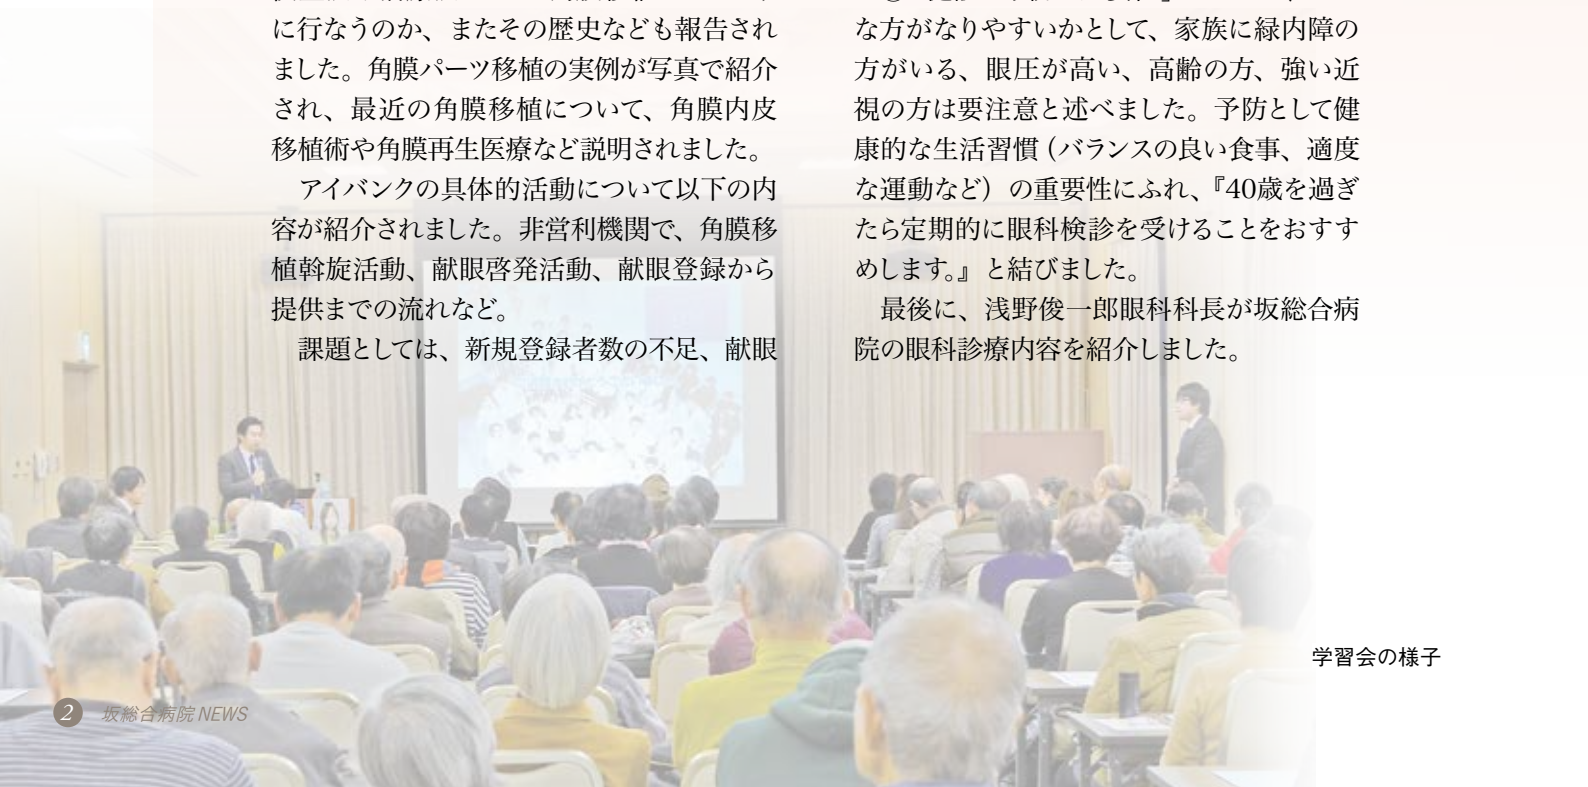 に行なうのか、またその歴史なども報告され
ました。角膜パーツ移植の実例が写真で紹介
され、最近の角膜移植について、角膜内皮
移植術や角膜再生医療など説明されました。
　アイバンクの具体的活動について以下の内
容が紹介されました。非営利機関で、角膜移
植斡旋活動、献眼啓発活動、献眼登録から
提供までの流れなど。
　課題としては、新規登録者数の不足、献眼
な方がなりやすいかとして、家族に緑内障の
方がいる、眼圧が高い、高齢の方、強い近
視の方は要注意と述べました。予防として健
康的な生活習慣（バランスの良い食事、適度
な運動など）の重要性にふれ、『40歳を過ぎ
たら定期的に眼科検診を受けることをおすす
めします。』と結びました。
　最後に、浅野俊一郎眼科科長が坂総合病
院の眼科診療内容を紹介しました。
学習会の様子
2 坂総合病院 NEWS